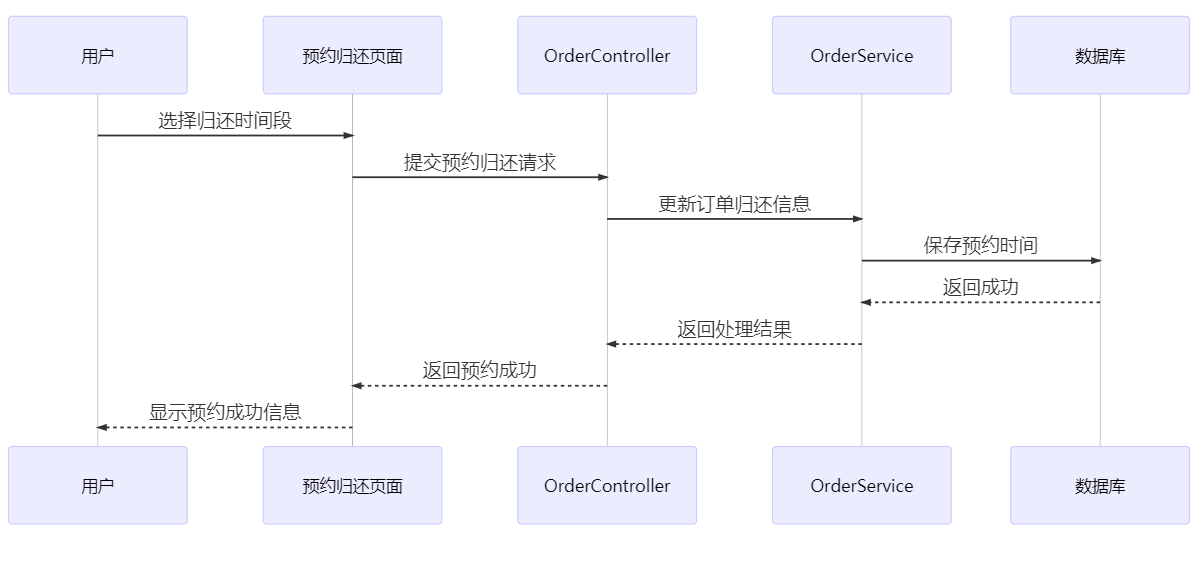 用户
预约归还页面
OrderController
OrderService
数据库
选择归还时间段
提交预约归还请求
更新订单归还信息
保存预约时间
返回成功
返回处理结果
返回预约成功
显示预约成功信息
用户
预约归还页面
OrderController
OrderService
数据库